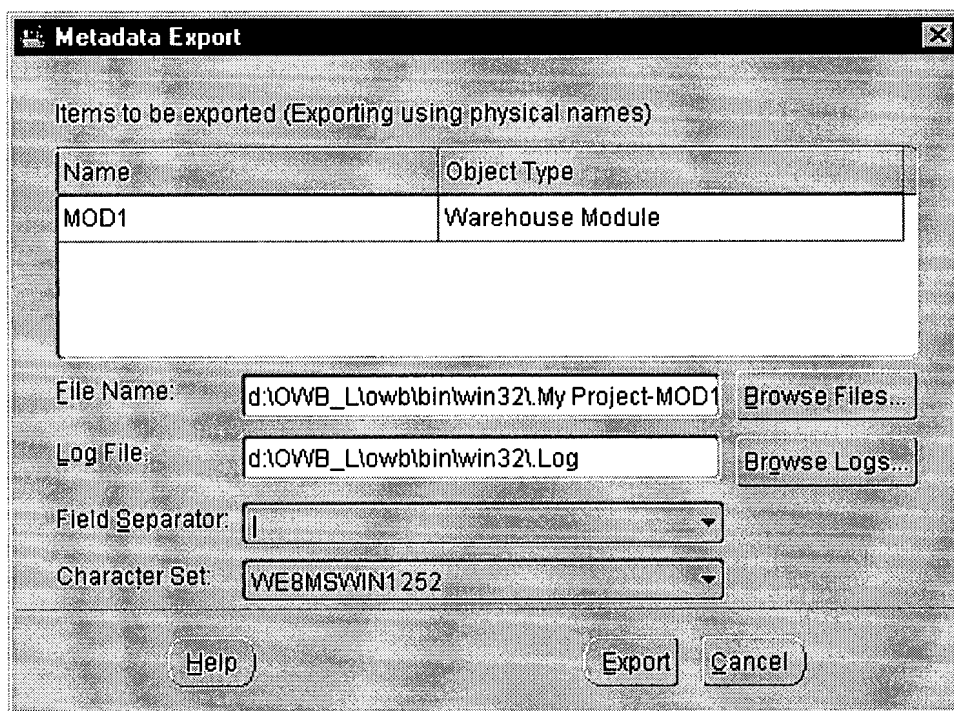 Metadata Export
Items to be exported (Exporting using physical names)
Name Object Type
MOD1 Warehouse Module
File Name: d:\OWB_L\owb\bin\win32\.My Project-MOD1 Browse Files...
Log File: d:\OWB_L\owb\bin\win32\.Log Browse Logs...
Field Separator: |
Character Set: WE8MSWIN1252
Help Export Cancel